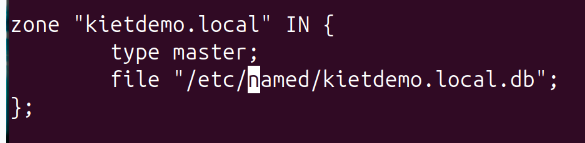 zone "kietdemo.local" IN {
        type master;
        file "/etc/named/kietdemo.local.db";
};